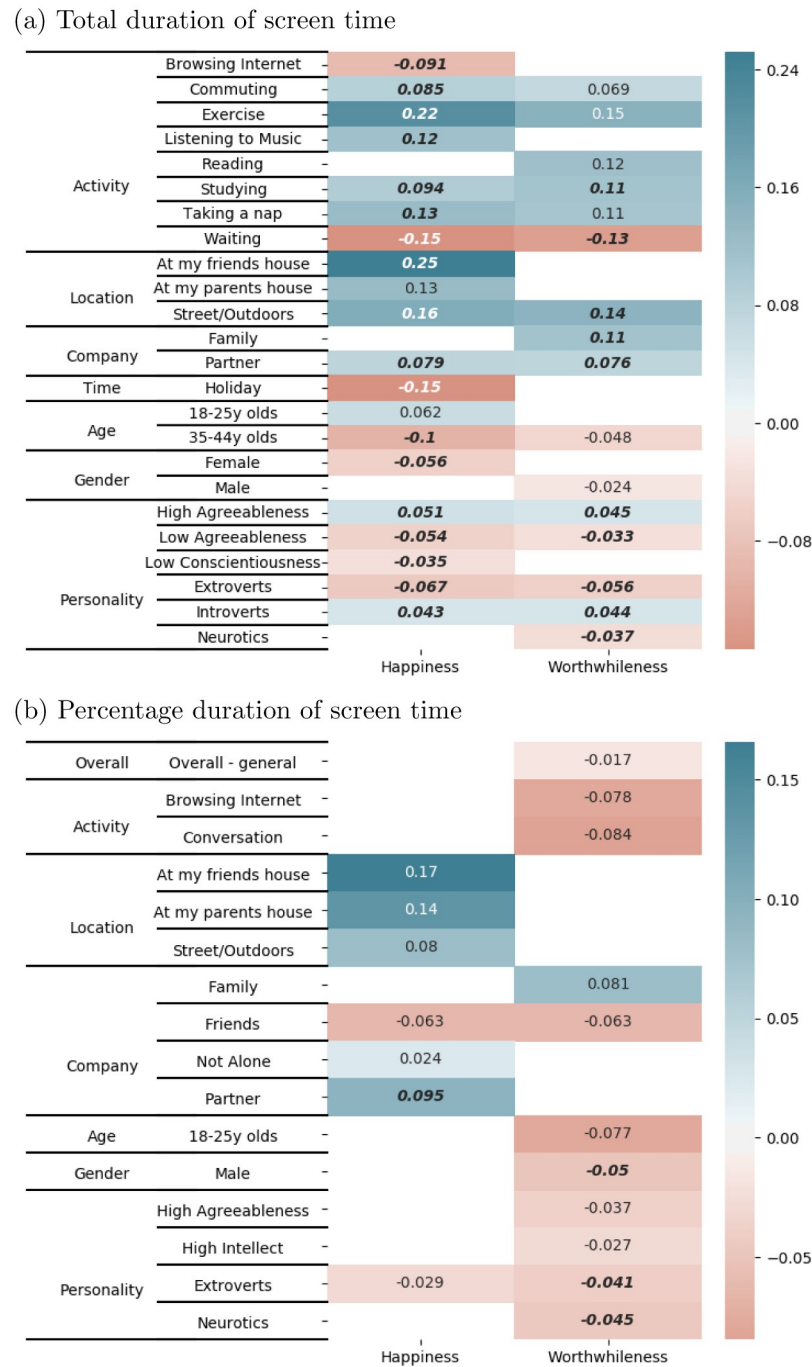 (a) Total duration of screen time
Browsing Internet -0.091
0.24
Commuting 0.085 0.069
Exercise 0.22 0.15
Listening to Music 0.12
Reading 0.12
Activity Studying 0.094 0.11
0.16
Taking a nap 0.13 0.11
Waiting -0.15 -0.13
At my friends house 0.25
Location At my parents house 0.13
Street/Outdoors 0.16 0.14
0.08
Family 0.11
Company Partner 0.079 0.076
Time Holiday -0.15
18-25y olds 0.062
0.00
Age 35-44y olds -0.1 -0.048
Female -0.056
Gender Male -0.024
High Agreeableness 0.051 0.045
Low Agreeableness -0.054 -0.033
−0.08
Low Conscientiousness -0.035
Extroverts -0.067 -0.056
Personality Introverts 0.043 0.044
Neurotics -0.037
Happiness Worthwhileness
(b) Percentage duration of screen time
Overall Overall - general -0.017
0.15
Browsing Internet -0.078
Activity Conversation -0.084
At my friends house 0.17
0.10
At my parents house 0.14
Location Street/Outdoors 0.08
Family 0.081
0.05
Friends -0.063 -0.063
Company Not Alone 0.024
Partner 0.095
Age 18-25y olds -0.077
0.00
Gender Male -0.05
High Agreeableness -0.037
High Intellect -0.027
−0.05
Personality Extroverts -0.029 -0.041
Neurotics -0.045
Happiness Worthwhileness